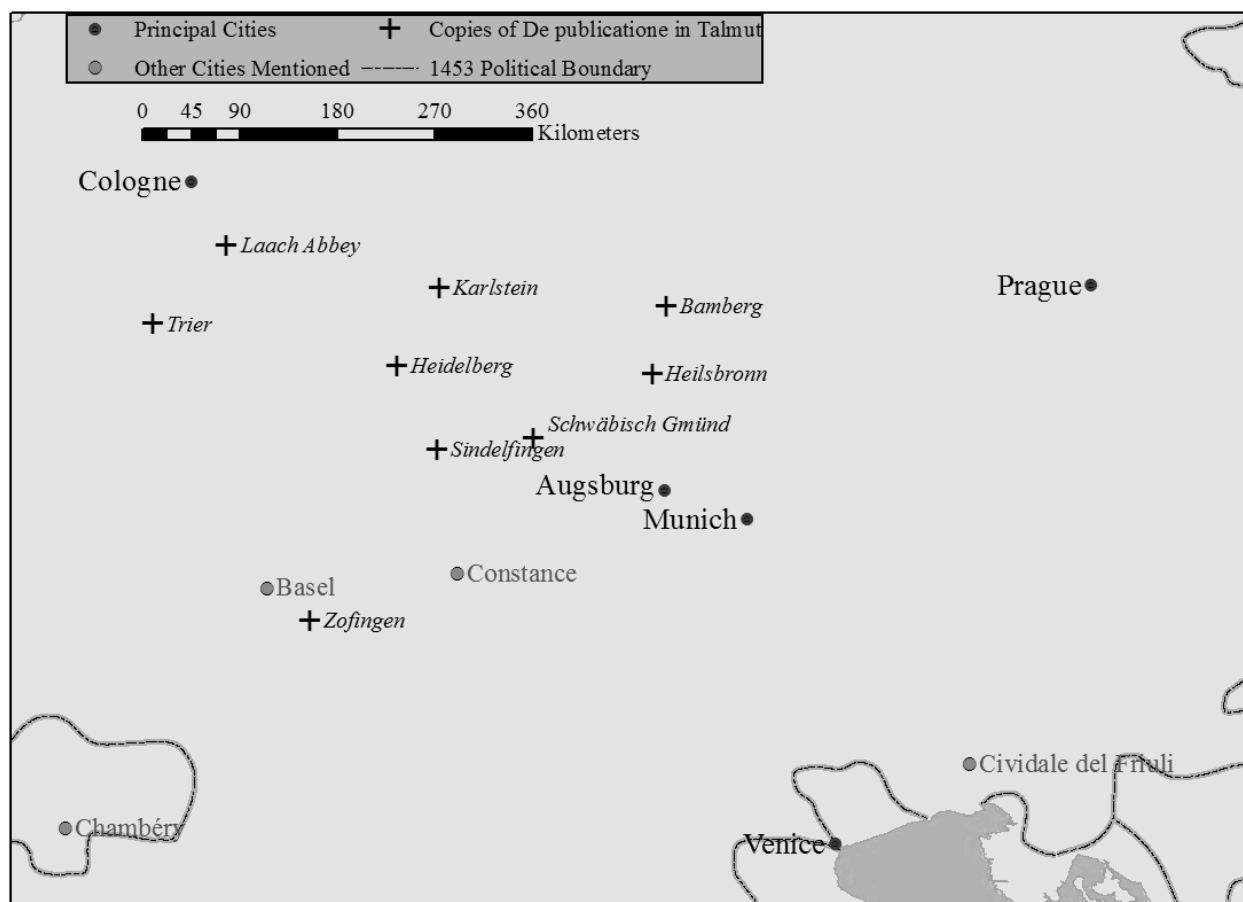 Principal Cities
Copies of De publicatione in Talmut
Other Cities Mentioned
1453 Political Boundary
0 45 90 180 270 360
Kilometers
Cologne
Laach Abbey
Karlstein
Prague
Bamberg
Trier
Heidelberg
Heilsbronn
Schwäbisch Gmünd
Sindelfingen
Augsburg
Munich
Constance
Basel
Zofingen
Cividale del Friuli
Chambéry
Venice